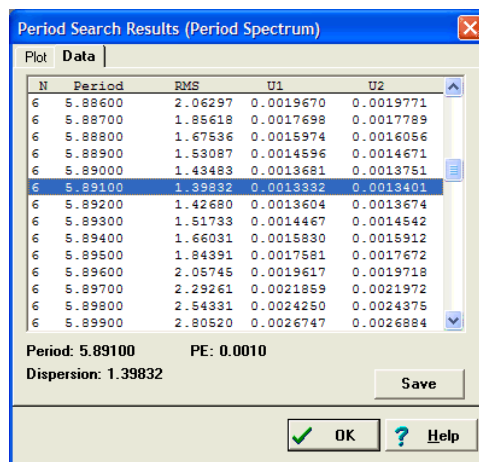 Period Search Results (Period Spectrum)
Plot Data
N Period RMS U1 U2
6 5.88600 2.06297 0.0019670 0.0019771
6 5.88700 1.85618 0.0017698 0.0017789
6 5.88800 1.67536 0.0015974 0.0016056
6 5.88900 1.53087 0.0014596 0.0014671
6 5.89000 1.43483 0.0013681 0.0013751
6 5.89100 1.39832 0.0013332 0.0013401
6 5.89200 1.42680 0.0013604 0.0013674
6 5.89300 1.51733 0.0014467 0.0014542
6 5.89400 1.66031 0.0015830 0.0015912
6 5.89500 1.84391 0.0017581 0.0017672
6 5.89600 2.05745 0.0019617 0.0019718
6 5.89700 2.29261 0.0021859 0.0021972
6 5.89800 2.54331 0.0024250 0.0024375
6 5.89900 2.80520 0.0026747 0.0026884
Period: 5.89100 PE: 0.0010
Dispersion: 1.39832
Save
OK ? Help